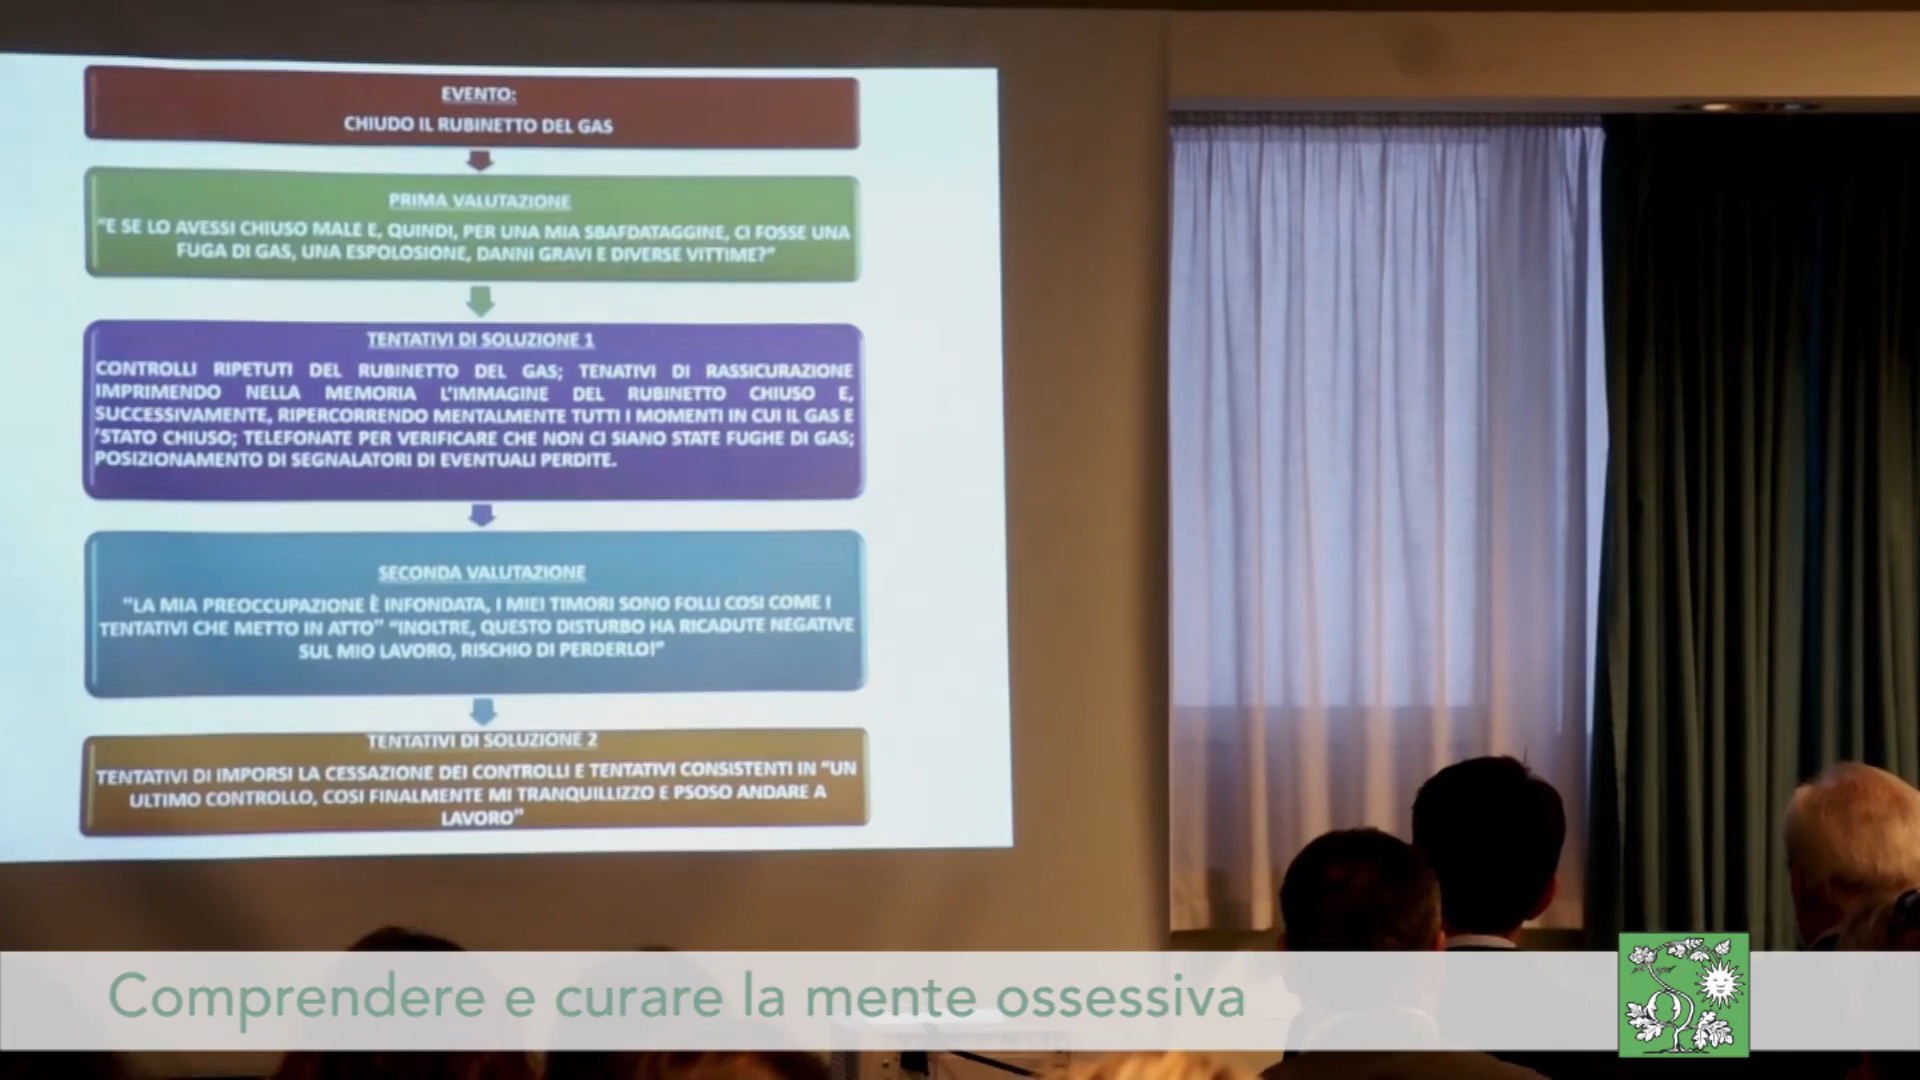 EVENTO:
CHIUDO IL RUBINETTO DEL GAS
PRIMA VALUTAZIONE
"E SE LO AVESSI CHIUSO MALE E, QUINDI, PER UNA MIA SBAFDATAGGINE, CI FOSSE UNA
FUGA DI GAS, UNA ESPOLOSIONE, DANNI GRAVI E DIVERSE VITTIME?"
TENTATIVI DI SOLUZIONE 1
CONTROLLI RIPETUTI DEL RUBINETTO DEL GAS; TENATIVI DI RASSICURAZIONE
IMPRIMENDO NELLA MEMORIA L'IMMAGINE DEL RUBINETTO CHIUSO E,
SUCCESSIVAMENTE, RIPERCORRENDO MENTALMENTE TUTTI I MOMENTI IN CUI IL GAS E
'STATO CHIUSO; TELEFONATE PER VERIFICARE CHE NON CI SIANO STATE FUGHE DI GAS;
POSIZIONAMENTO DI SEGNALATORI DI EVENTUALI PERDITE.
SECONDA VALUTAZIONE
"LA MIA PREOCCUPAZIONE È INFONDATA, I MIEI TIMORI SONO FOLLI COSI COME I
TENTATIVI CHE METTO IN ATTO" "INOLTRE, QUESTO DISTURBO HA RICADUTE NEGATIVE
SUL MIO LAVORO, RISCHIO DI PERDERLO!"
TENTATIVI DI SOLUZIONE 2
TENTATIVI DI IMPORSI LA CESSAZIONE DEI CONTROLLI E TENTATIVI CONSISTENTI IN "UN
ULTIMO CONTROLLO, COSI FINALMENTE MI TRANQUILLIZZO E PSOSO ANDARE A
LAVORO"
Comprendere e curare la mente ossessiva